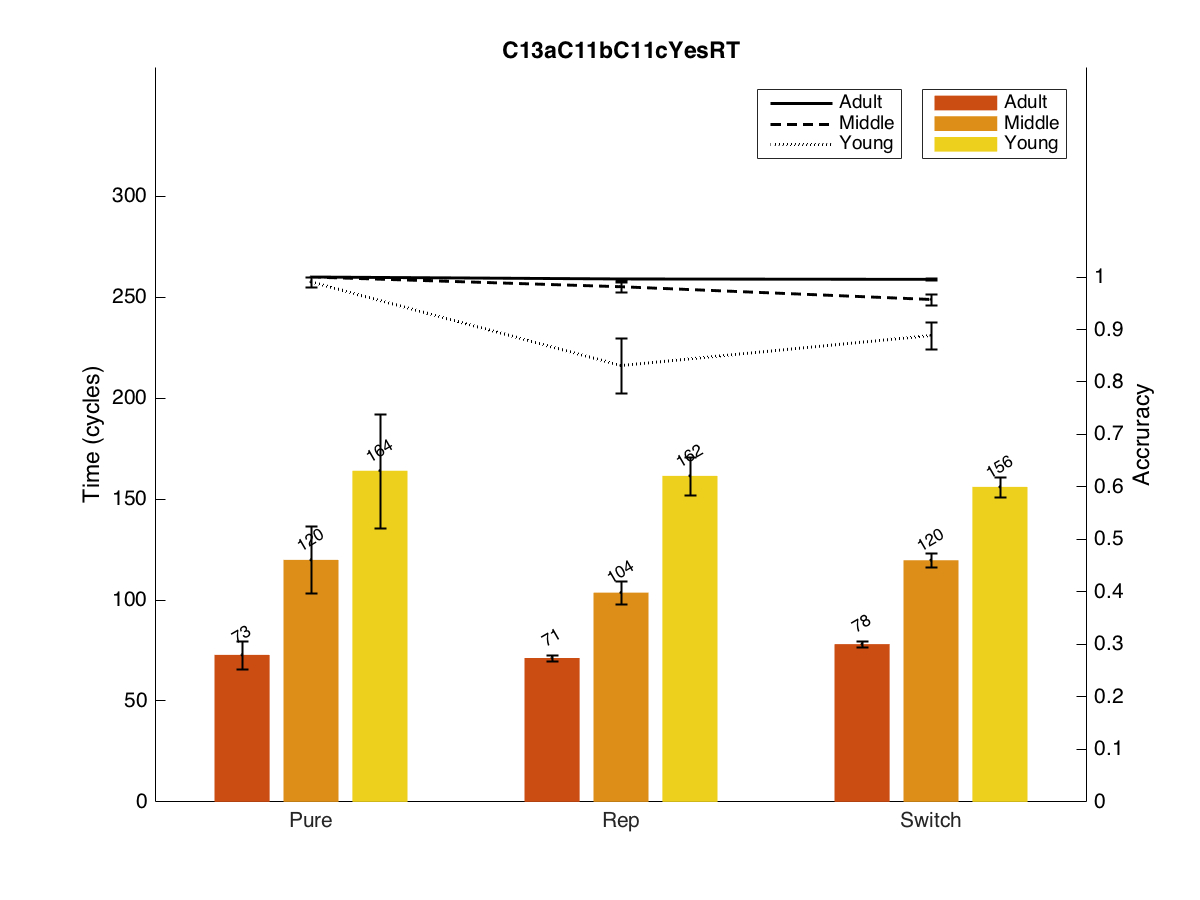 C13aC11bC11cYesRT
Adult
Middle
Young
Adult
Middle
Young
Time (cycles)
300
250
200
150
100
50
0
Accruracy
1
0.9
0.8
0.7
0.6
0.5
0.4
0.3
0.2
0.1
0
73
120
164
71
104
162
78
120
156
Pure
Rep
Switch